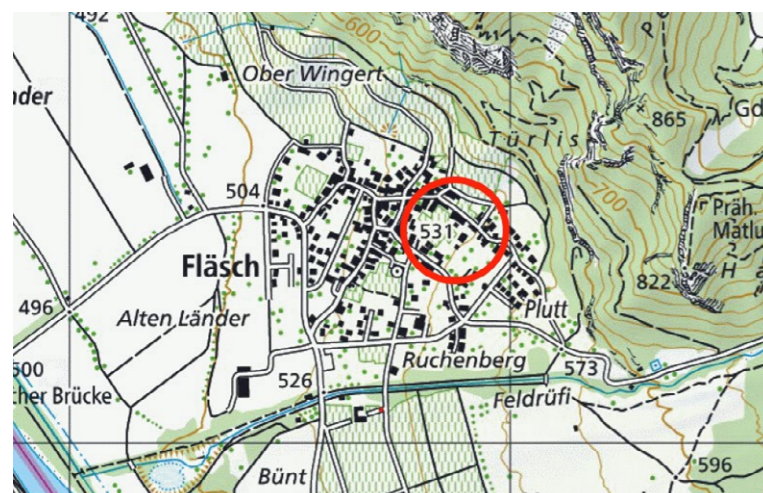 492
600
Ober Wingert
nder
Türlis
865
Gd
504
531
700
Präh.
Matlu
Fläsch
H
822
496
Alten Länder
Plutt
500
Ruchenberg
573
cher Brücke
526
Feldrüfi
Bünt
596